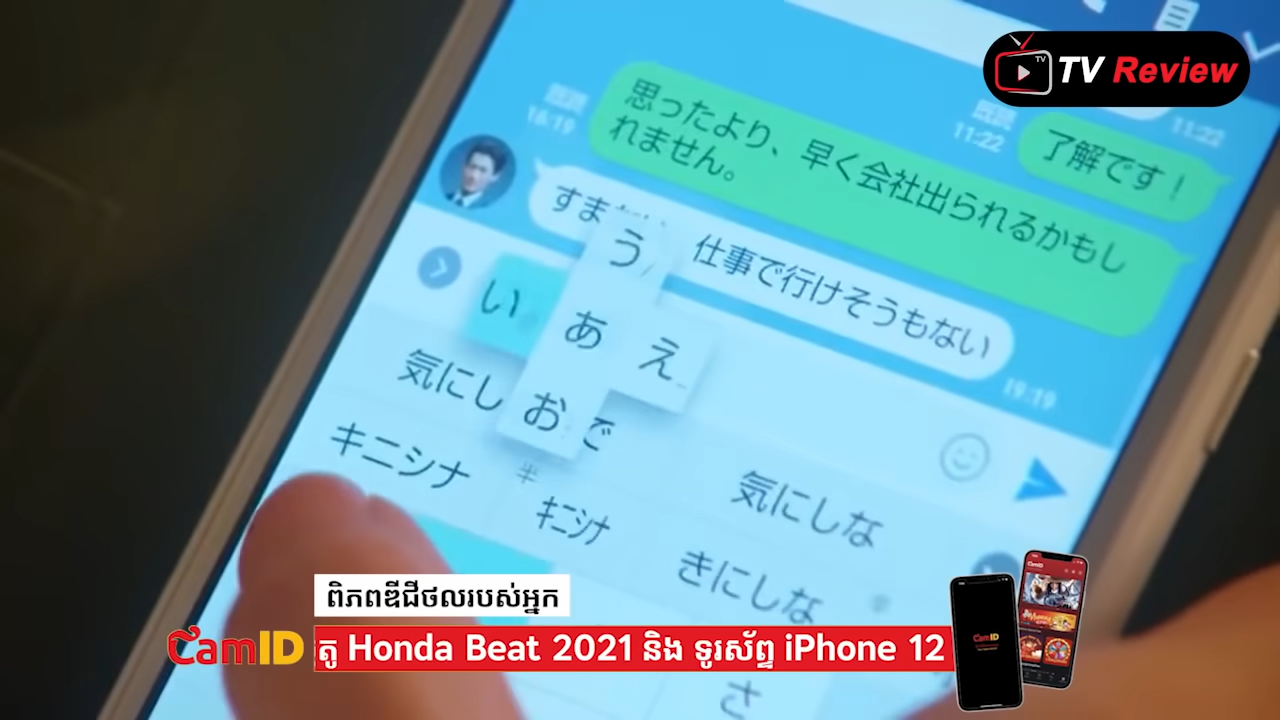 TV Review
11:22
既読
11:22
了解です！
既読
16:19
思ったより、早く会社出られるかもし
れません。
仕事で行けそうもない
19:19
う
い
あ
え
お
で
気にし
気にしな
キニシナ
半
ｷﾆｼﾅ
きにしな
さ
ពិភពឌីជីថលរបស់អ្នក
CamID
តូ Honda Beat 2021 និង ទូរស័ព្ទ iPhone 12
CamID
CamID